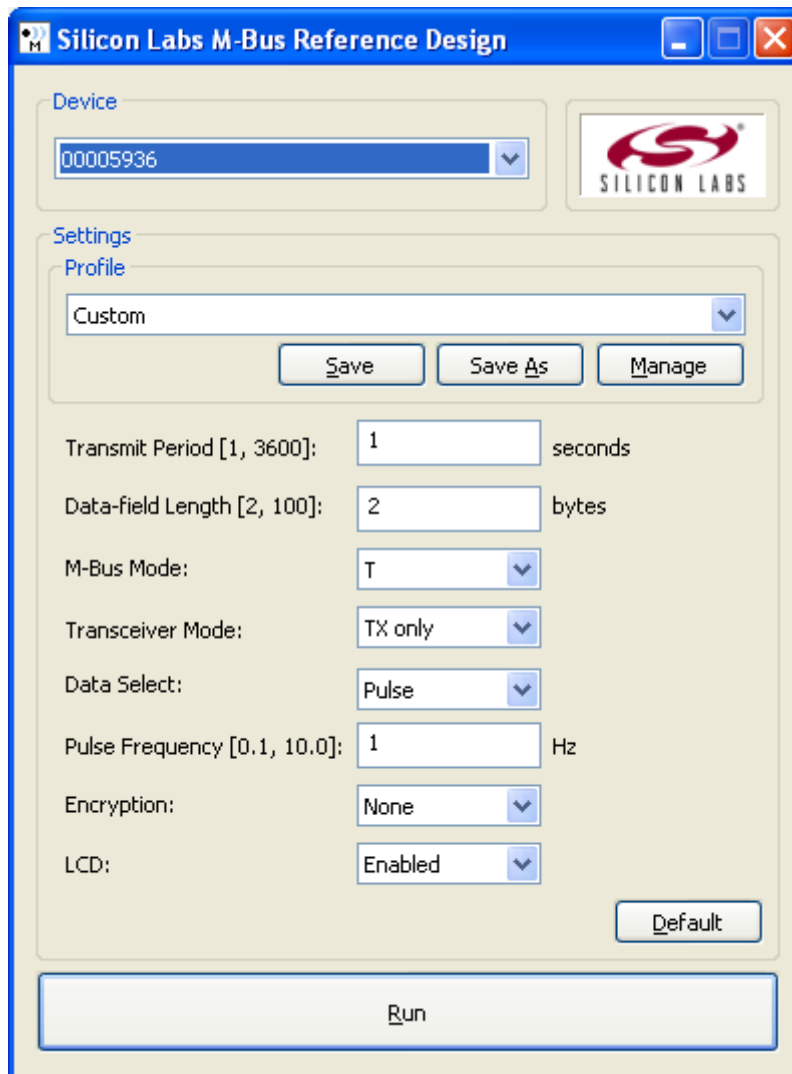 Silicon Labs M-Bus Reference Design
Device
00005936
SILICON LABS
Settings
Profile
Custom
Save Save As Manage
Transmit Period [1, 3600]: 1 seconds
Data-field Length [2, 100]: 2 bytes
M-Bus Mode: T
Transceiver Mode: TX only
Data Select: Pulse
Pulse Frequency [0.1, 10.0]: 1 Hz
Encryption: None
LCD: Enabled
Default
Run